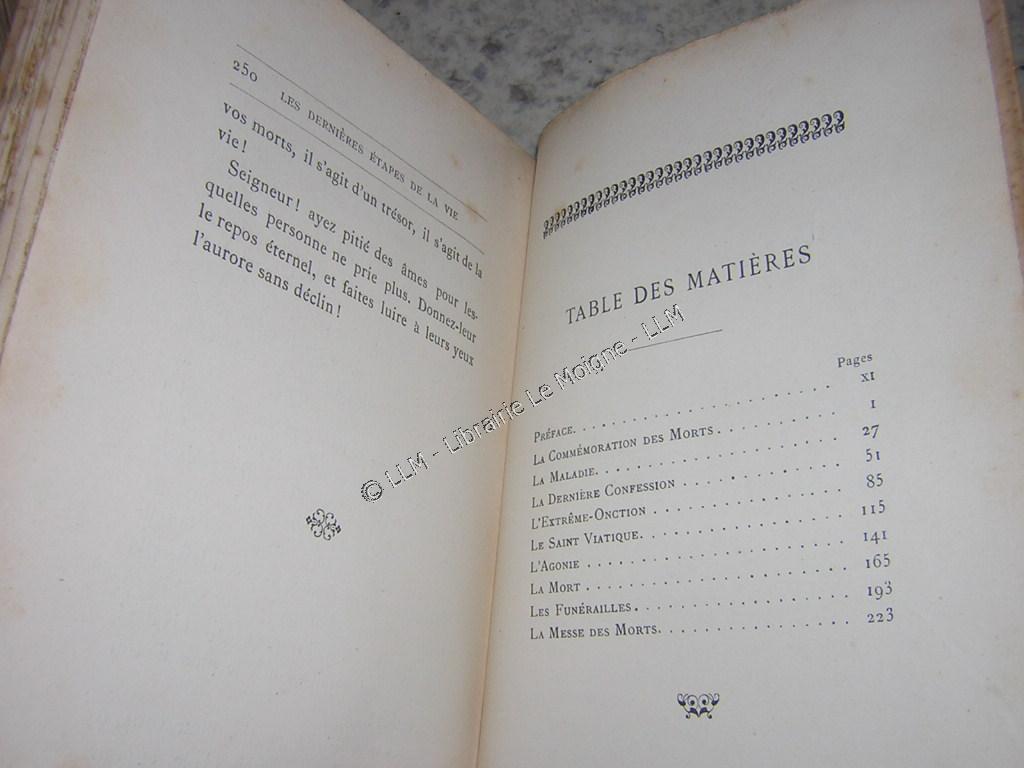 250 LES DERNIÈRES ÉTAPES DE LA VIE
vos morts, il s'agit d'un trésor, il s'agit de la
vie!
Seigneur! ayez pitié des âmes pour les-
quelles personne ne prie plus. Donnez-leur
le repos éternel, et faites luire à leurs yeux
l'aurore sans déclin!
TABLE DES MATIÈRES
Pages
PRÉFACE. . . . . . . . . . . . . . . . . XI
LA COMMÉMORATION DES MORTS . . . . . . . . 1
LA MALADIE. . . . . . . . . . . . . . . . 27
LA DERNIÈRE CONFESSION . . . . . . . . . . 51
L'EXTRÊME-ONCTION . . . . . . . . . . . . 85
LE SAINT VIATIQUE. . . . . . . . . . . . . 115
L'AGONIE . . . . . . . . . . . . . . . . 141
LA MORT . . . . . . . . . . . . . . . . . 165
LES FUNÉRAILLES . . . . . . . . . . . . . 193
LA MESSE DES MORTS. . . . . . . . . . . . 223
© LLM - Librairie Le Moigne - LLM